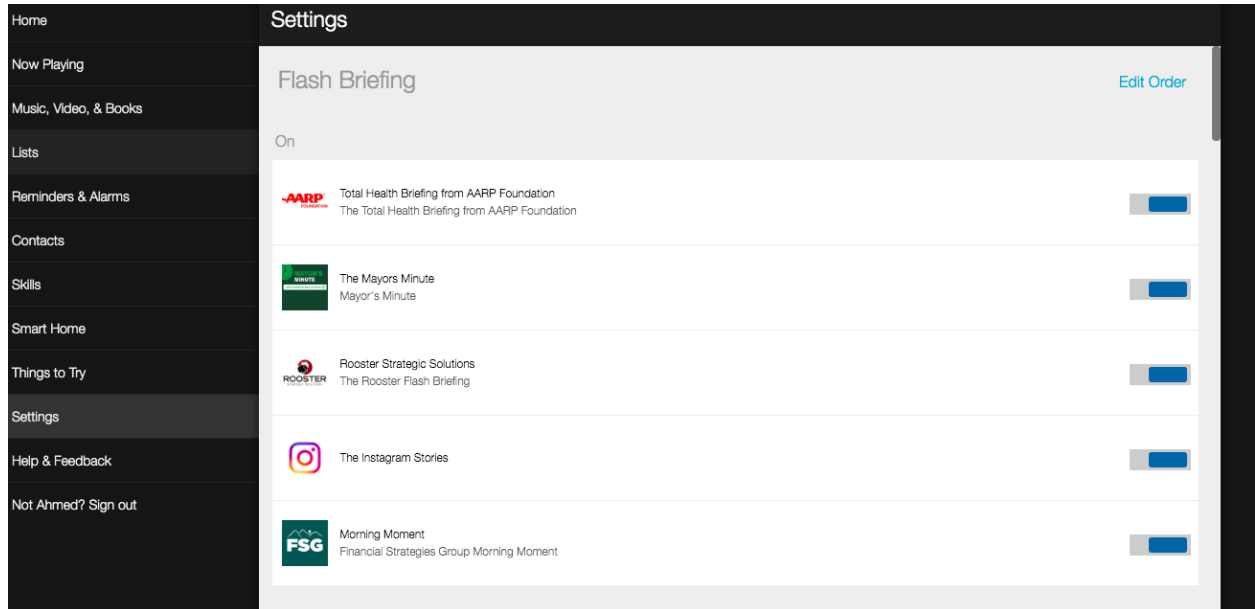 Home
Now Playing
Music, Video, & Books
Lists
Reminders & Alarms
Contacts
Skills
Smart Home
Things to Try
Settings
Help & Feedback
Not Ahmed? Sign out
Settings
Flash Briefing
Edit Order
On
AARP
FOUNDATION
Total Health Briefing from AARP Foundation
The Total Health Briefing from AARP Foundation
MAYOR'S
MINUTE
The Mayors Minute
Mayor's Minute
ROOSTER
Rooster Strategic Solutions
The Rooster Flash Briefing
The Instagram Stories
FSG
Morning Moment
Financial Strategies Group Morning Moment